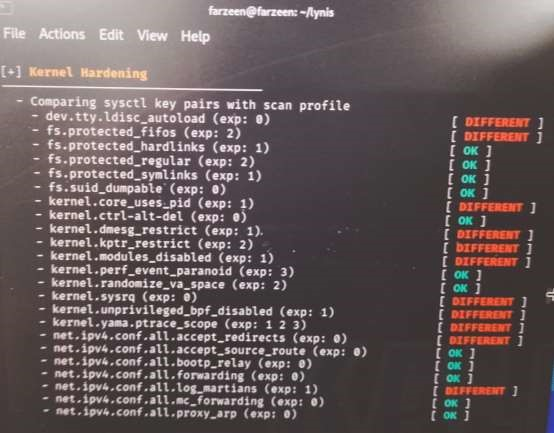 farzeen@farzeen: ~/lynis
File Actions Edit View Help
[+] Kernel Hardening
- Comparing sysctl key pairs with scan profile
- dev.tty.ldisc_autoload (exp: 0) [ DIFFERENT ]
- fs.protected_fifos (exp: 2) [ DIFFERENT ]
- fs.protected_hardlinks (exp: 1) [ OK ]
- fs.protected_regular (exp: 2) [ OK ]
- fs.protected_symlinks (exp: 1) [ OK ]
- fs.suid_dumpable (exp: 0) [ OK ]
- kernel.core_uses_pid (exp: 1) [ DIFFERENT ]
- kernel.ctrl-alt-del (exp: 0) [ OK ]
- kernel.dmesg_restrict (exp: 1) [ DIFFERENT ]
- kernel.kptr_restrict (exp: 2) [ DIFFERENT ]
- kernel.modules_disabled (exp: 1) [ DIFFERENT ]
- kernel.perf_event_paranoid (exp: 3) [ OK ]
- kernel.randomize_va_space (exp: 2) [ OK ]
- kernel.sysrq (exp: 0) [ DIFFERENT ]
- kernel.unprivileged_bpf_disabled (exp: 1) [ DIFFERENT ]
- kernel.yama.ptrace_scope (exp: 1 2 3) [ DIFFERENT ]
- net.ipv4.conf.all.accept_redirects (exp: 0) [ DIFFERENT ]
- net.ipv4.conf.all.accept_source_route (exp: 0) [ OK ]
- net.ipv4.conf.all.bootp_relay (exp: 0) [ OK ]
- net.ipv4.conf.all.forwarding (exp: 0) [ OK ]
- net.ipv4.conf.all.log_martians (exp: 1) [ DIFFERENT ]
- net.ipv4.conf.all.mc_forwarding (exp: 0) [ OK ]
- net.ipv4.conf.all.proxy_arp (exp: 0) [ OK ]